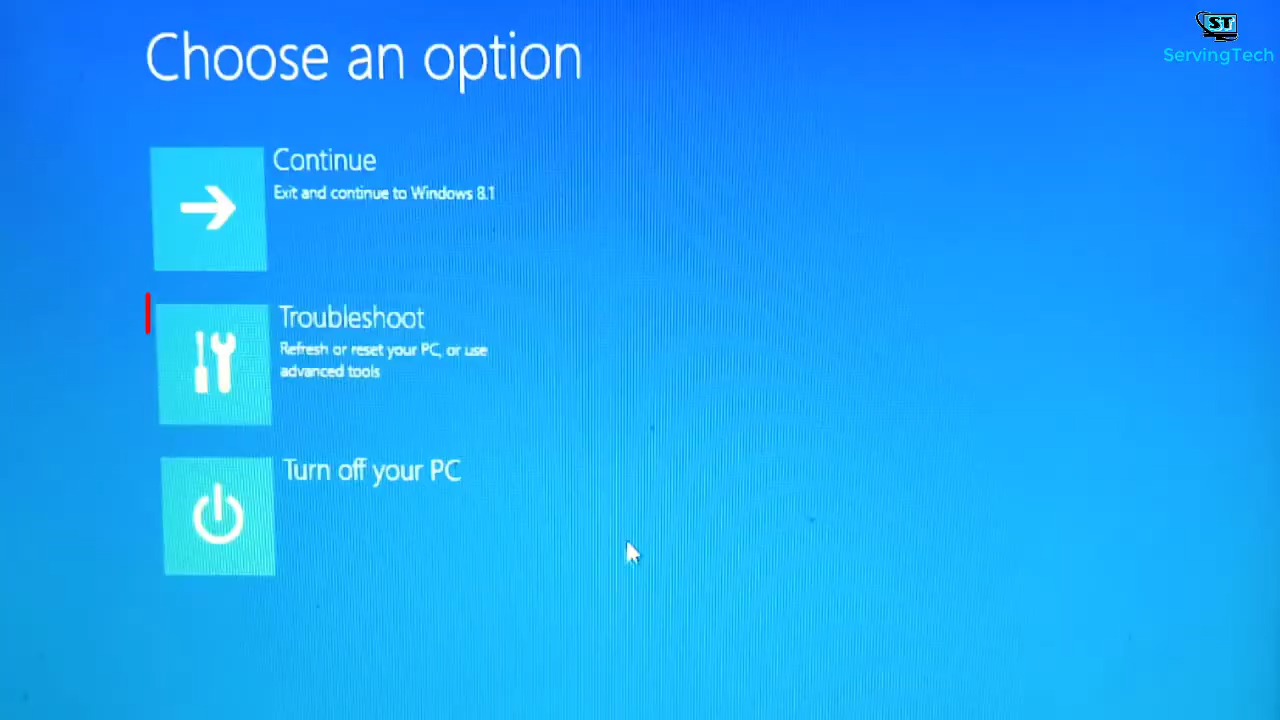 ST
ServingTech
Choose an option
Continue
Exit and continue to Windows 8.1
Troubleshoot
Refresh or reset your PC, or use
advanced tools
Turn off your PC